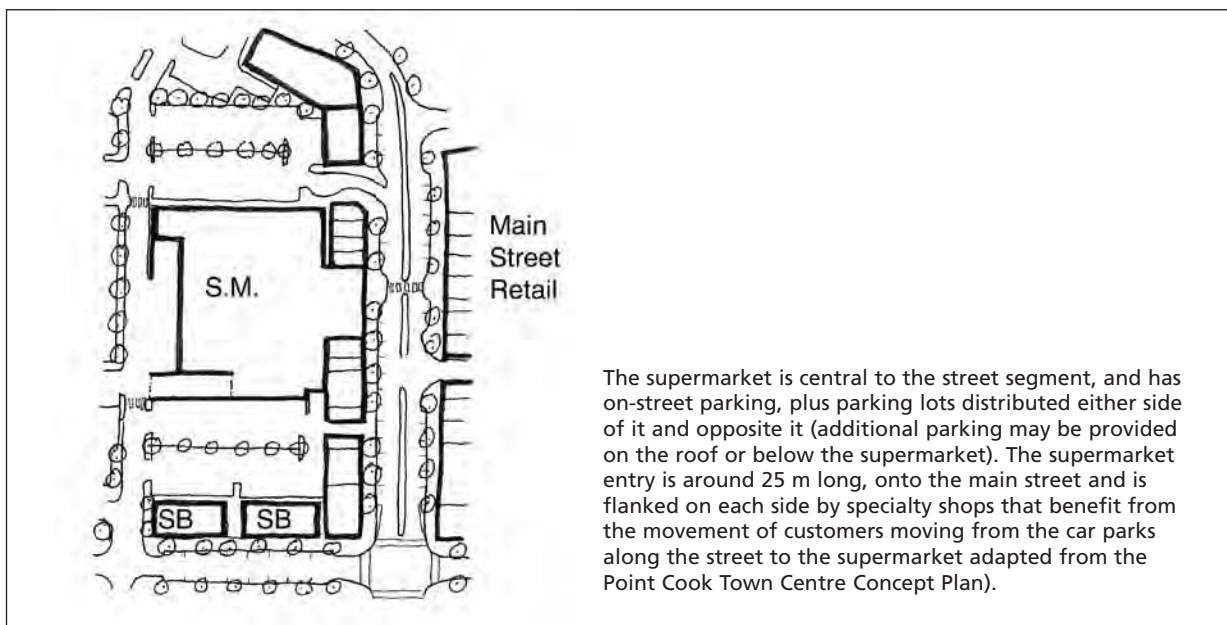 Main
Street
Retail
S.M.
SB SB
The supermarket is central to the street segment, and has
on-street parking, plus parking lots distributed either side
of it and opposite it (additional parking may be provided
on the roof or below the supermarket). The supermarket
entry is around 25 m long, onto the main street and is
flanked on each side by specialty shops that benefit from
the movement of customers moving from the car parks
along the street to the supermarket adapted from the
Point Cook Town Centre Concept Plan).